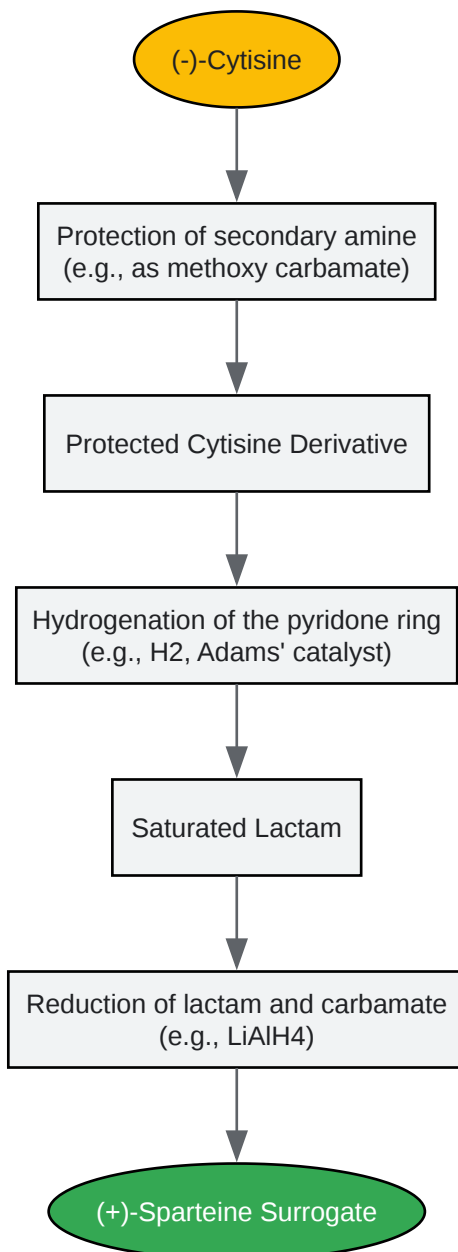 (-)-Cytisine
Protection of secondary amine
(e.g., as methoxy carbamate)
Protected Cytisine Derivative
Hydrogenation of the pyridone ring
(e.g., H2, Adams' catalyst)
Saturated Lactam
Reduction of lactam and carbamate
(e.g., LiAlH4)
(+)-Sparteine Surrogate